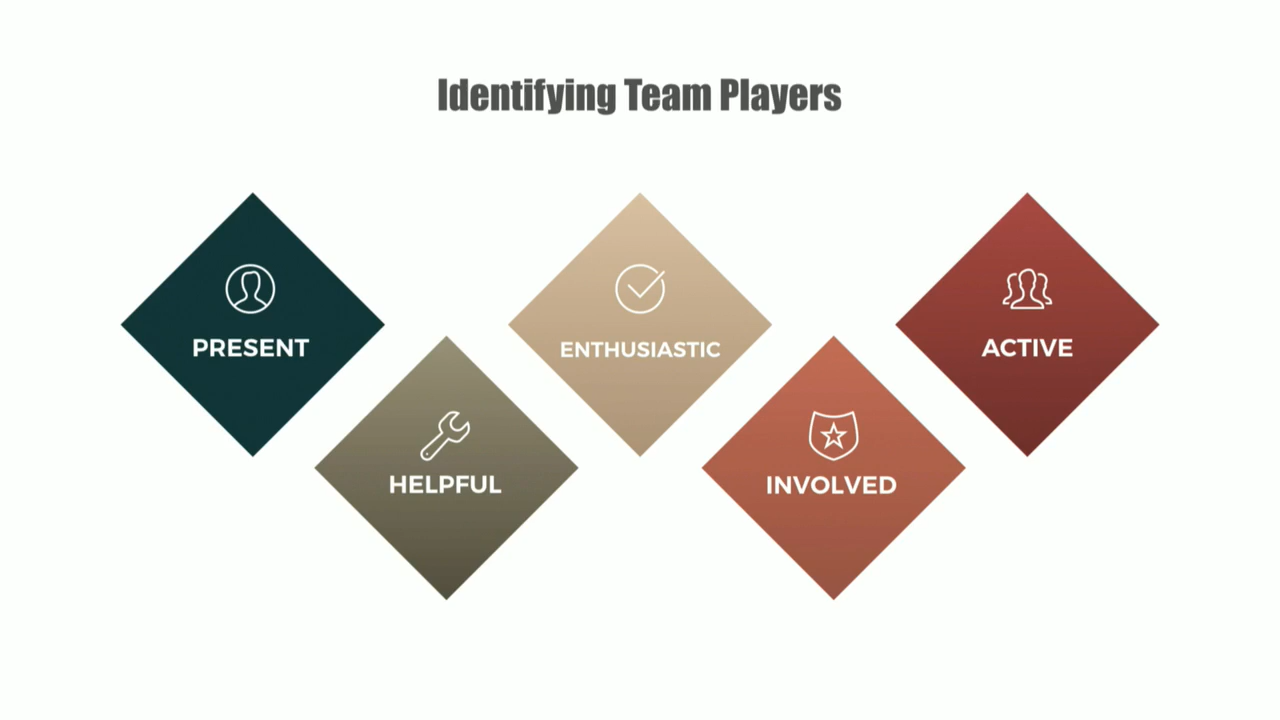 Identifying Team Players
PRESENT
HELPFUL
ENTHUSIASTIC
INVOLVED
ACTIVE